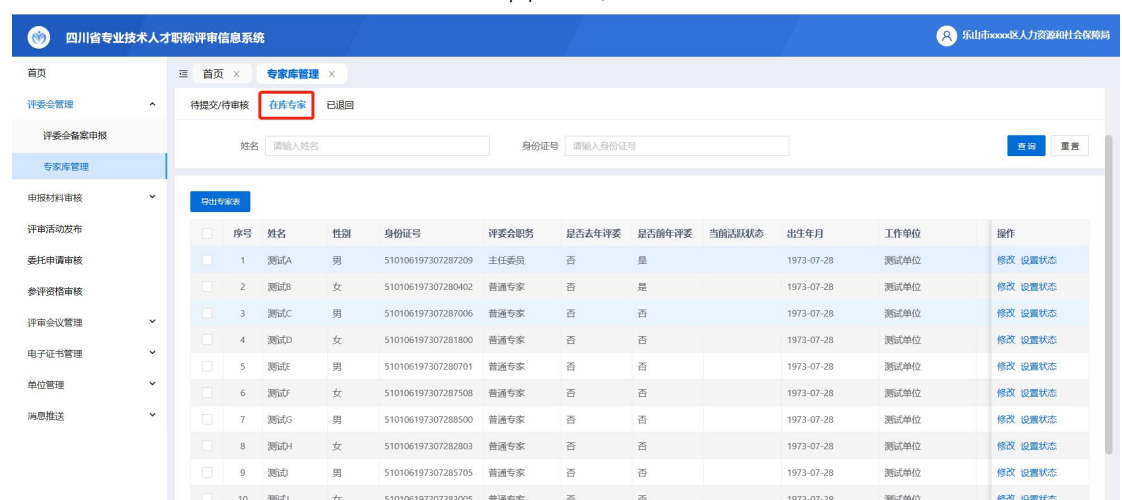 四川省专业技术人才职称评审信息系统
乐山市xxxx区人力资源和社会保障局
首页
首页 ×
专家库管理 ×
评委会管理
待提交/待审核 在库专家 已退回
评委会备案申报
姓名 请输入姓名 身份证号 请输入身份证号 查询 重置
专家库管理
申报材料审核
导出专家表
评审活动发布
序号 姓名 性别 身份证号 评委会职务 是否去年评委 是否前年评委 当前活跃状态 出生年月 工作单位 操作
委托申请审核
1 测试A 男 510106197307287209 主任委员 否 是 1973-07-28 测试单位 修改 设置状态
参评资格审核
2 测试B 女 510106197307280402 普通专家 否 是 1973-07-28 测试单位 修改 设置状态
评审会议管理
3 测试C 男 510106197307287006 普通专家 否 否 1973-07-28 测试单位 修改 设置状态
4 测试D 女 510106197307281800 普通专家 否 否 1973-07-28 测试单位 修改 设置状态
电子证书管理
5 测试E 男 510106197307280701 普通专家 否 否 1973-07-28 测试单位 修改 设置状态
单位管理
6 测试F 女 510106197307287508 普通专家 否 否 1973-07-28 测试单位 修改 设置状态
消息推送
7 测试G 男 510106197307288500 普通专家 否 否 1973-07-28 测试单位 修改 设置状态
8 测试H 女 510106197307282803 普通专家 否 否 1973-07-28 测试单位 修改 设置状态
9 测试I 男 510106197307285705 普通专家 否 否 1973-07-28 测试单位 修改 设置状态
10 女 510106197307283005 普通专家 否 否 1973-07-28 测试单位 修改 设置状态